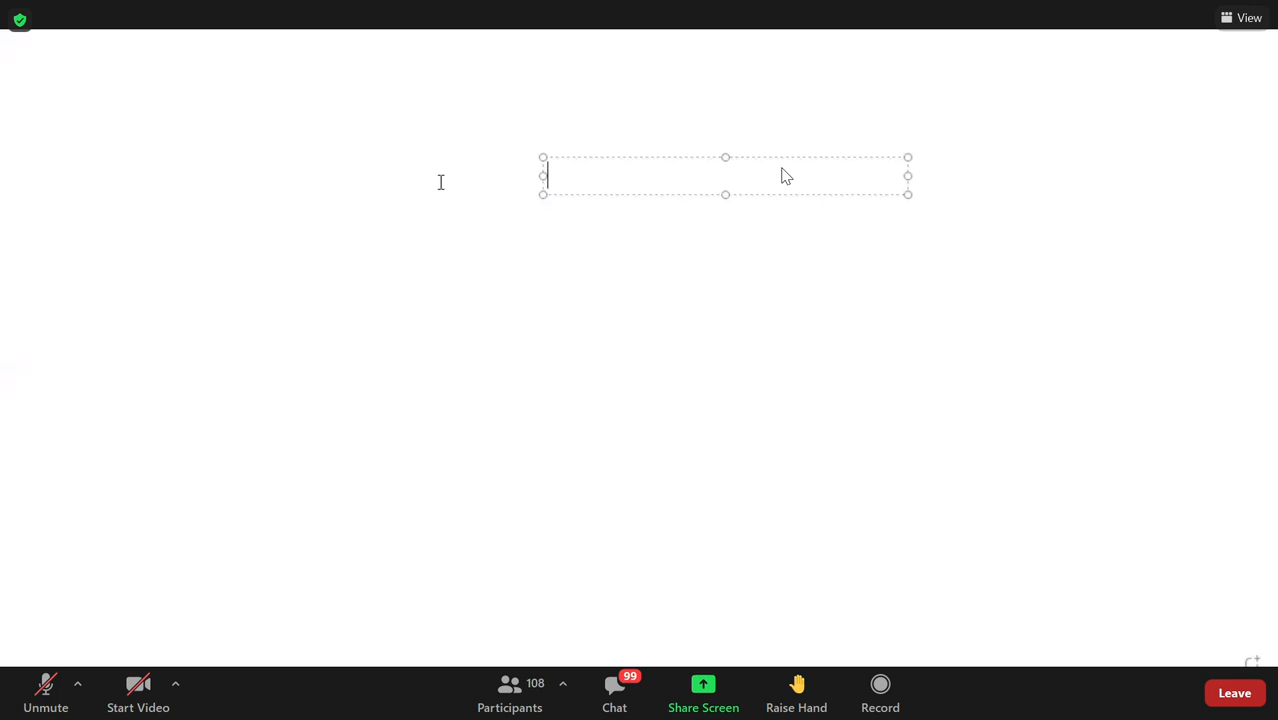 View
108
99
Unmute
Start Video
Participants
Chat
Share Screen
Raise Hand
Record
Leave